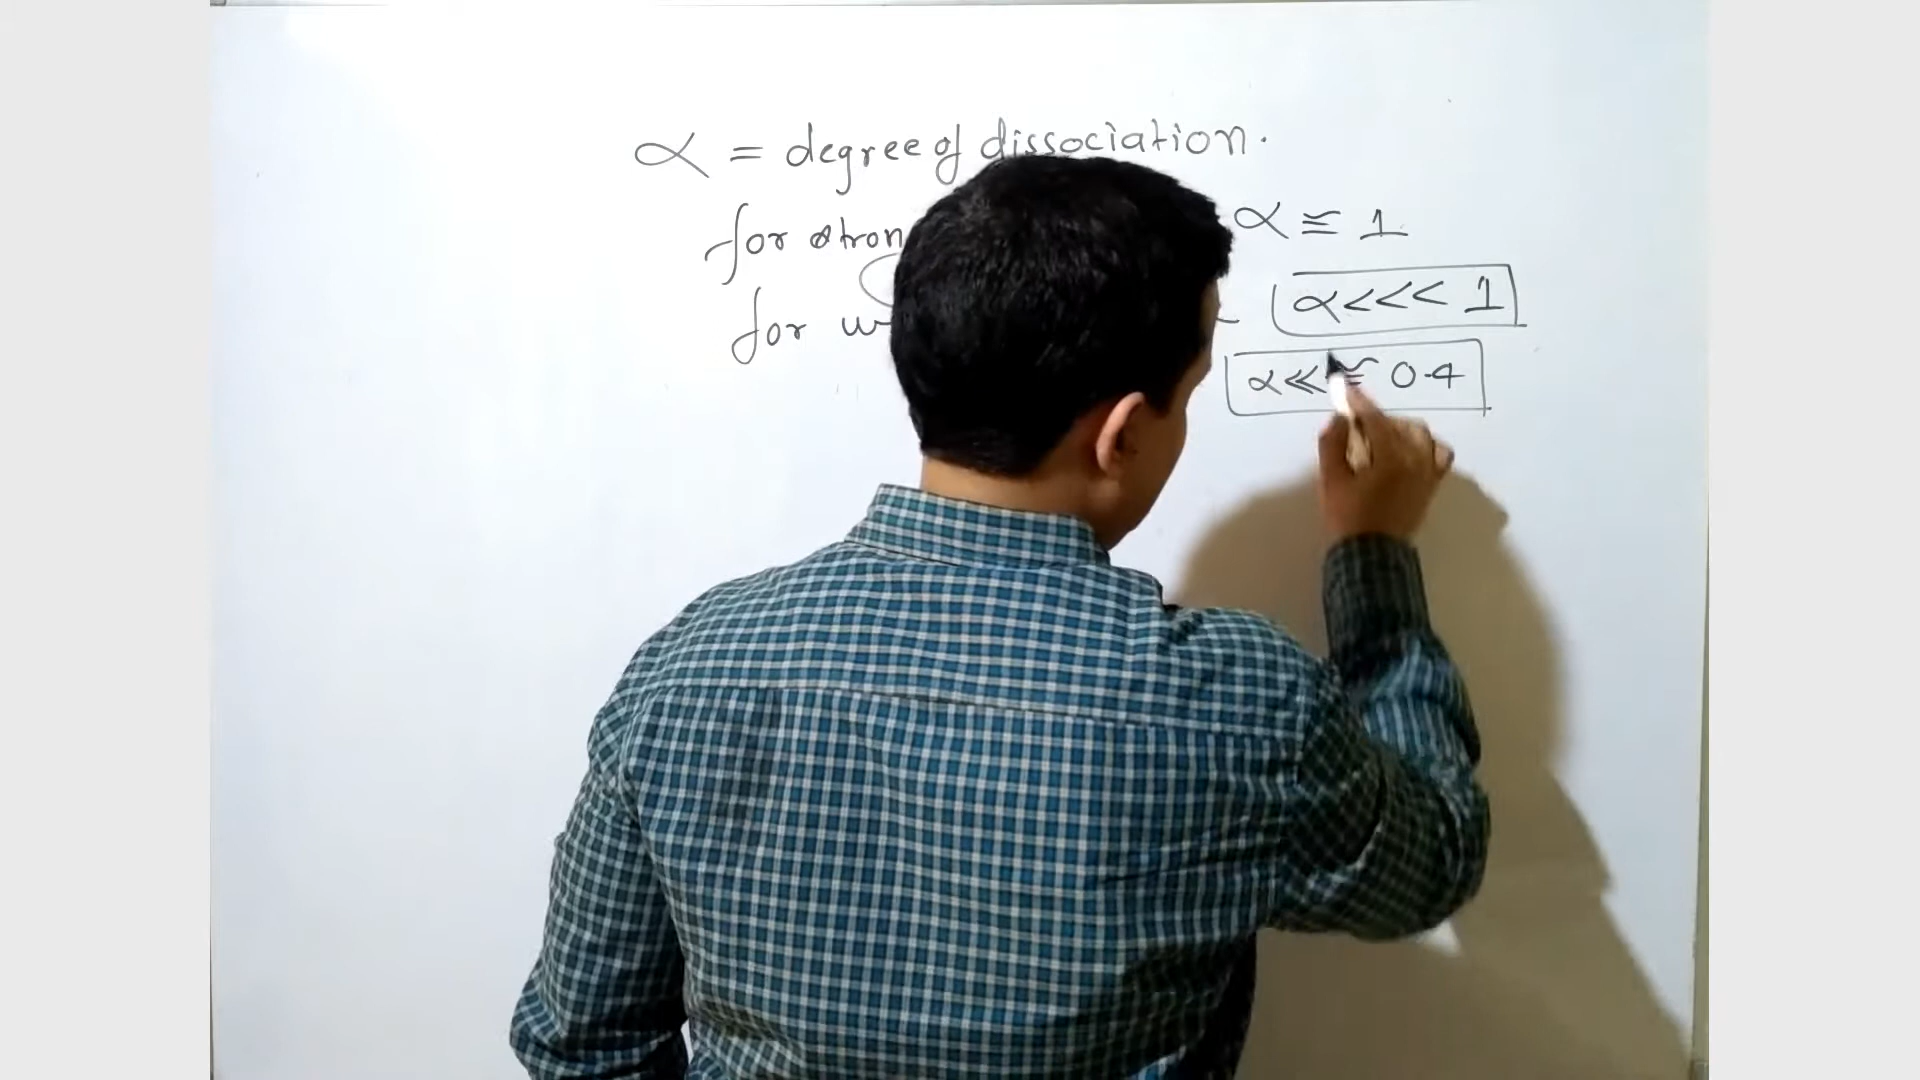 α = degree of dissociation.
for stron α ≅ 1
for w α<<< 1
α<< ≅ 0.4